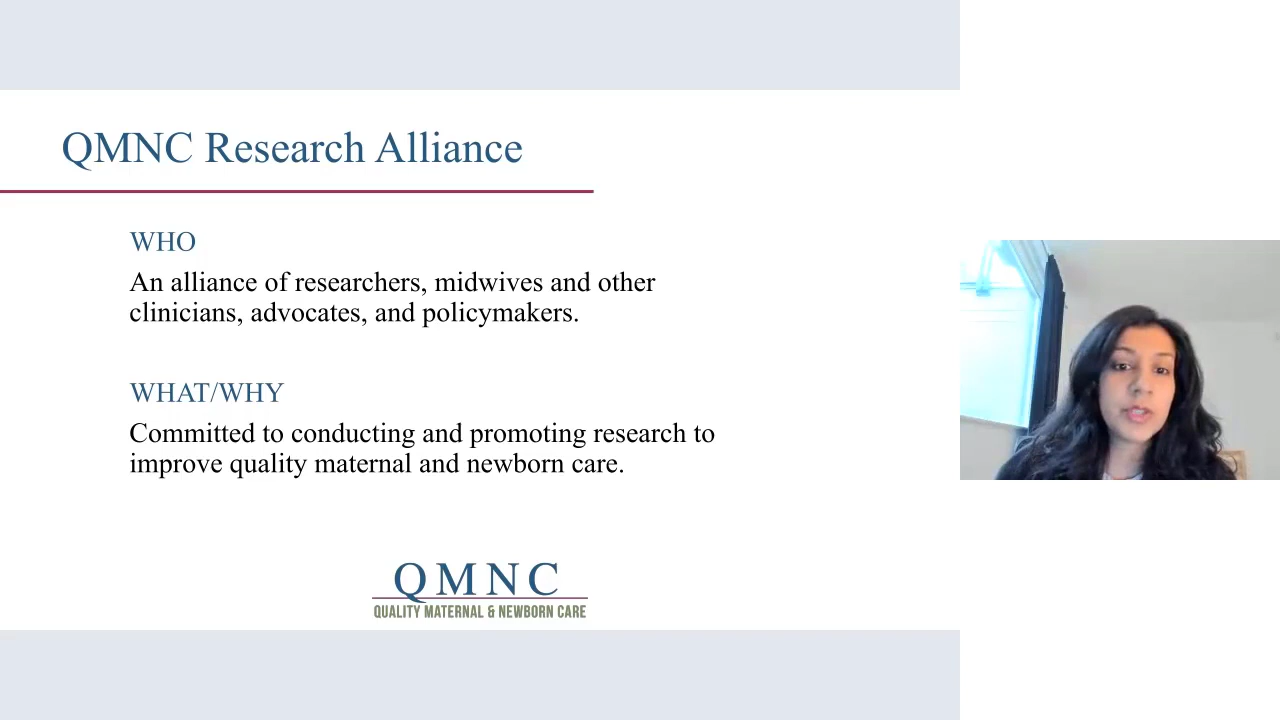 QMNC Research Alliance
WHO
An alliance of researchers, midwives and other
clinicians, advocates, and policymakers.
WHAT/WHY
Committed to conducting and promoting research to
improve quality maternal and newborn care.
QMNC
QUALITY MATERNAL & NEWBORN CARE